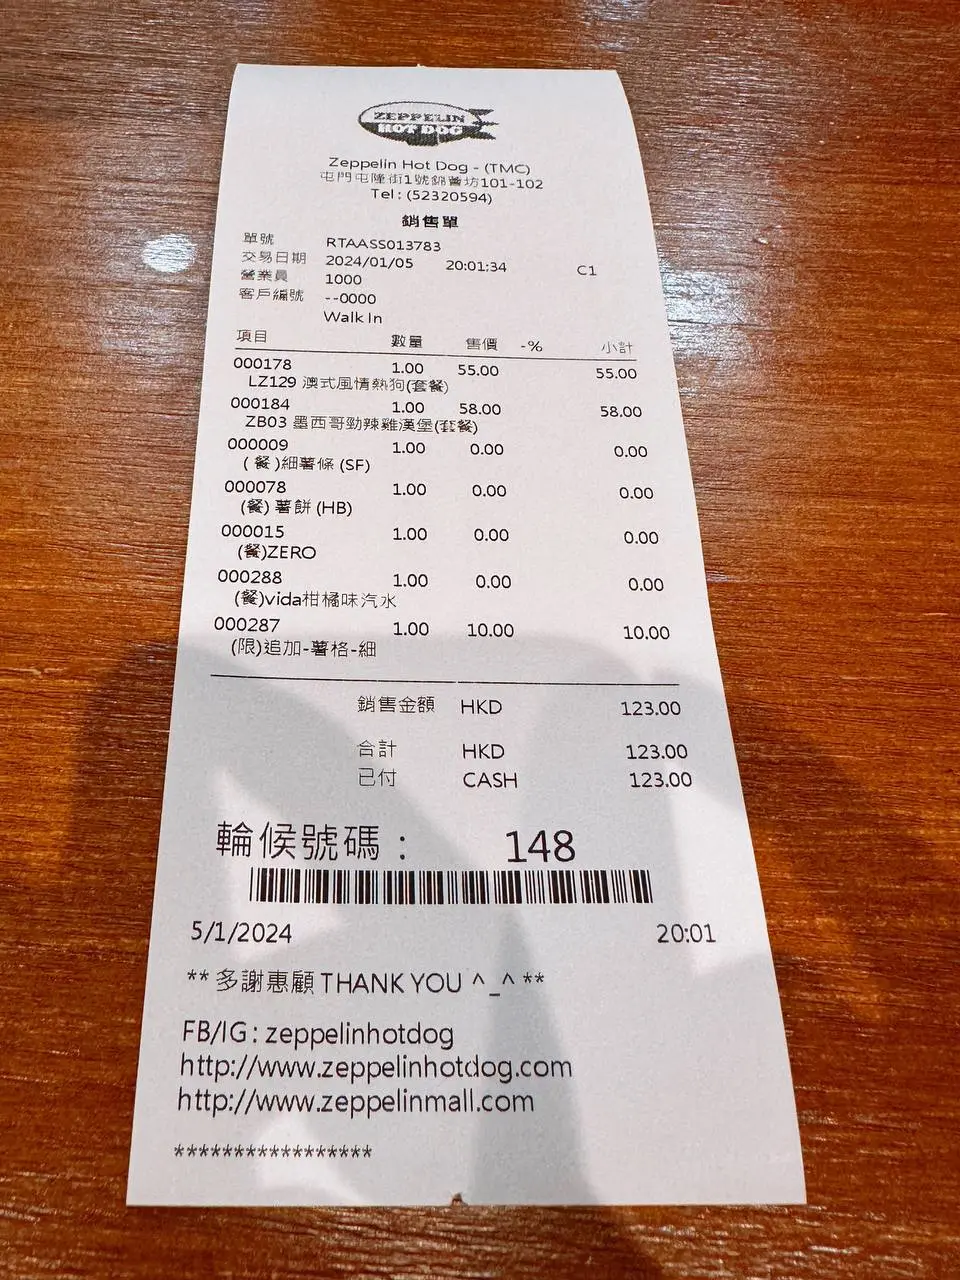 ZEPPELIN
HOT DOG
Zeppelin Hot Dog - (TMC)
屯門屯隆街1號錦薈坊101-102
Tel : (52320594)
銷售單
單號 RTAASS013783
交易日期 2024/01/05 20:01:34 C1
營業員 1000
客戶編號 --0000
Walk In
項目 數量 售價 -% 小計
000178 1.00 55.00 55.00
LZ129 澳式風情熱狗(套餐)
000184 1.00 58.00 58.00
ZB03 墨西哥勁辣雞漢堡(套餐)
000009 1.00 0.00 0.00
( 餐 )細薯條 (SF)
000078 1.00 0.00 0.00
(餐) 薯餅 (HB)
000015 1.00 0.00 0.00
(餐)ZERO
000288 1.00 0.00 0.00
(餐)vida柑橘味汽水
000287 1.00 10.00 10.00
(限)追加-薯格-細
銷售金額 HKD 123.00
合計 HKD 123.00
已付 CASH 123.00
輪候號碼 : 148
5/1/2024 20:01
** 多謝惠顧 THANK YOU ^_^ **
FB/IG : zeppelinhotdog
http://www.zeppelinhotdog.com
http://www.zeppelinmall.com
*****************